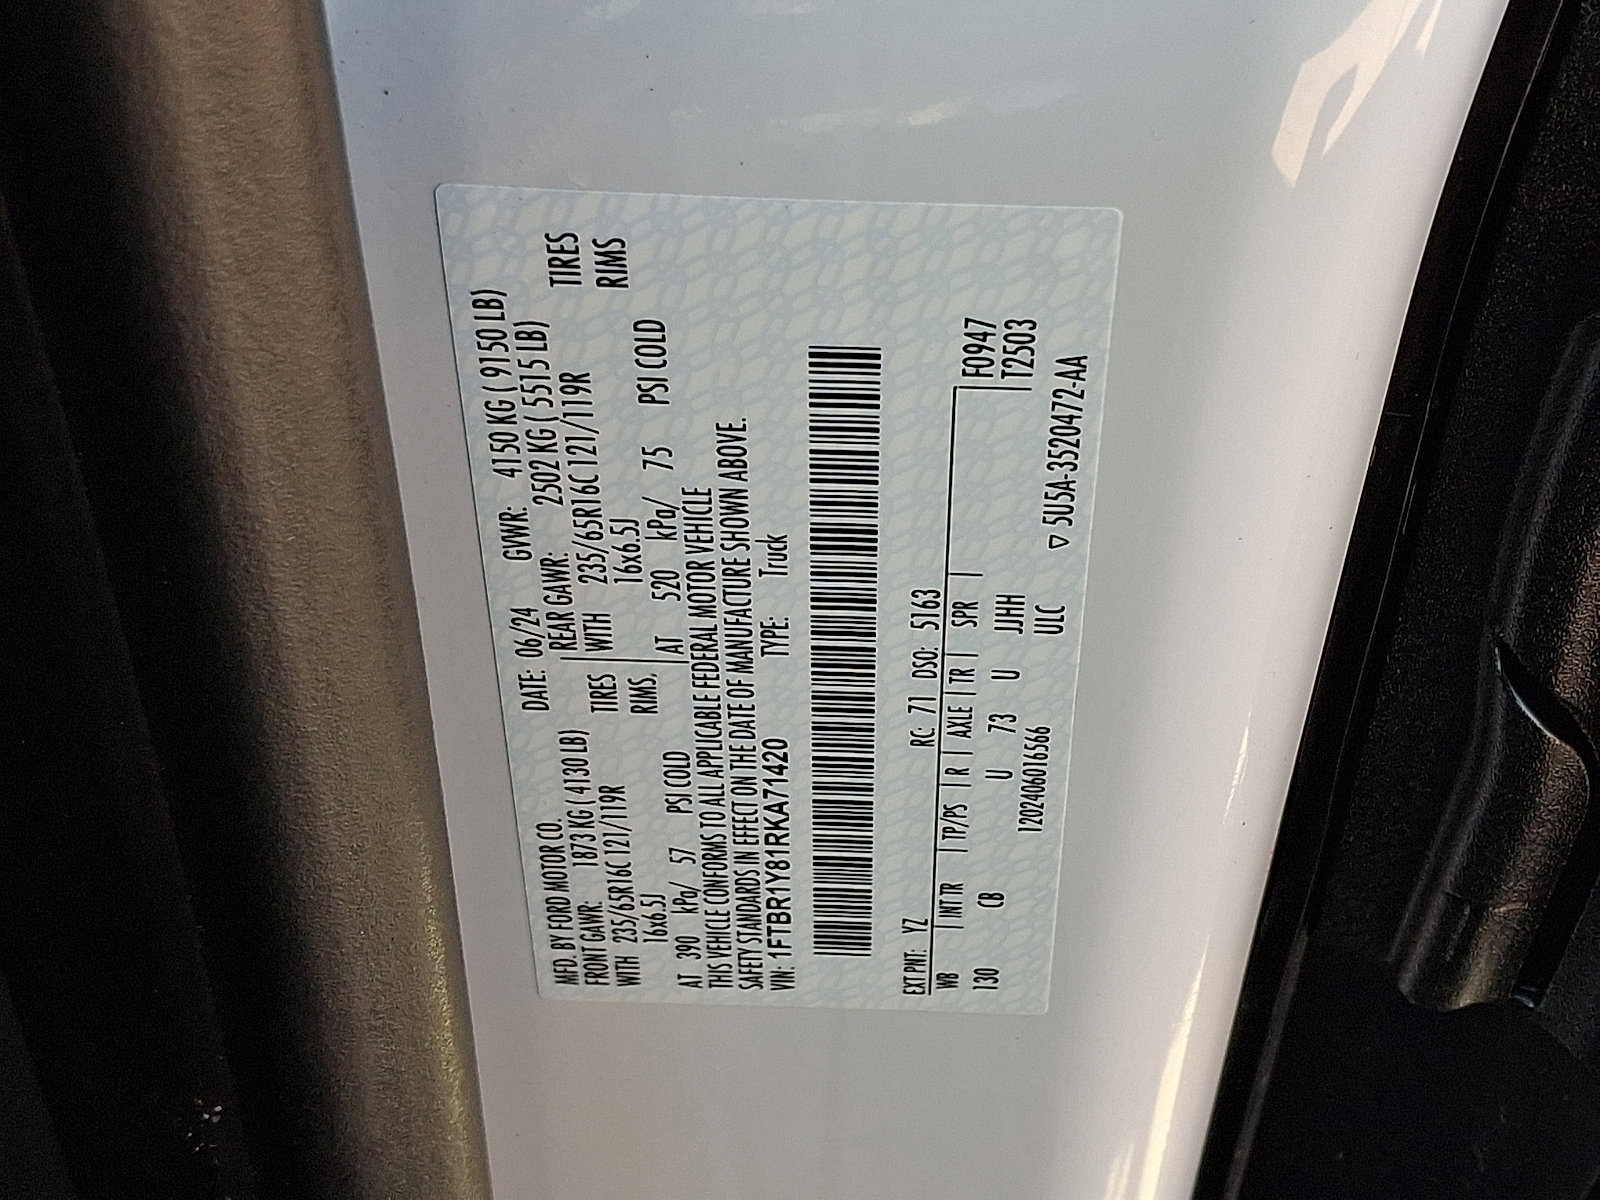 MFD. BY FORD MOTOR CO. DATE: 06/24 GVWR: 4150 KG ( 9150 LB)
FRONT GAWR: 1873 KG ( 4130 LB) REAR GAWR: 2502 KG ( 5515 LB)
WITH 235/65R16C 121/119R TIRES WITH 235/65R16C 121/119R TIRES
16x6.5J RIMS, 16x6.5J RIMS
AT 390 kPa/ 57 PSI COLD AT 520 kPa/ 75 PSI COLD
THIS VEHICLE CONFORMS TO ALL APPLICABLE FEDERAL MOTOR VEHICLE
SAFETY STANDARDS IN EFFECT ON THE DATE OF MANUFACTURE SHOWN ABOVE.
VIN: 1FTBR1Y81RKA71420 TYPE: Truck
EXT PNT: YZ RC: 71 DSO: 5163
WB INT TR TP/PS R AXLE TR SPR F0947
130 CB U 73 U JJHH T2503
120240601656​6 ULC
▽ 5U5A-3520472-AA